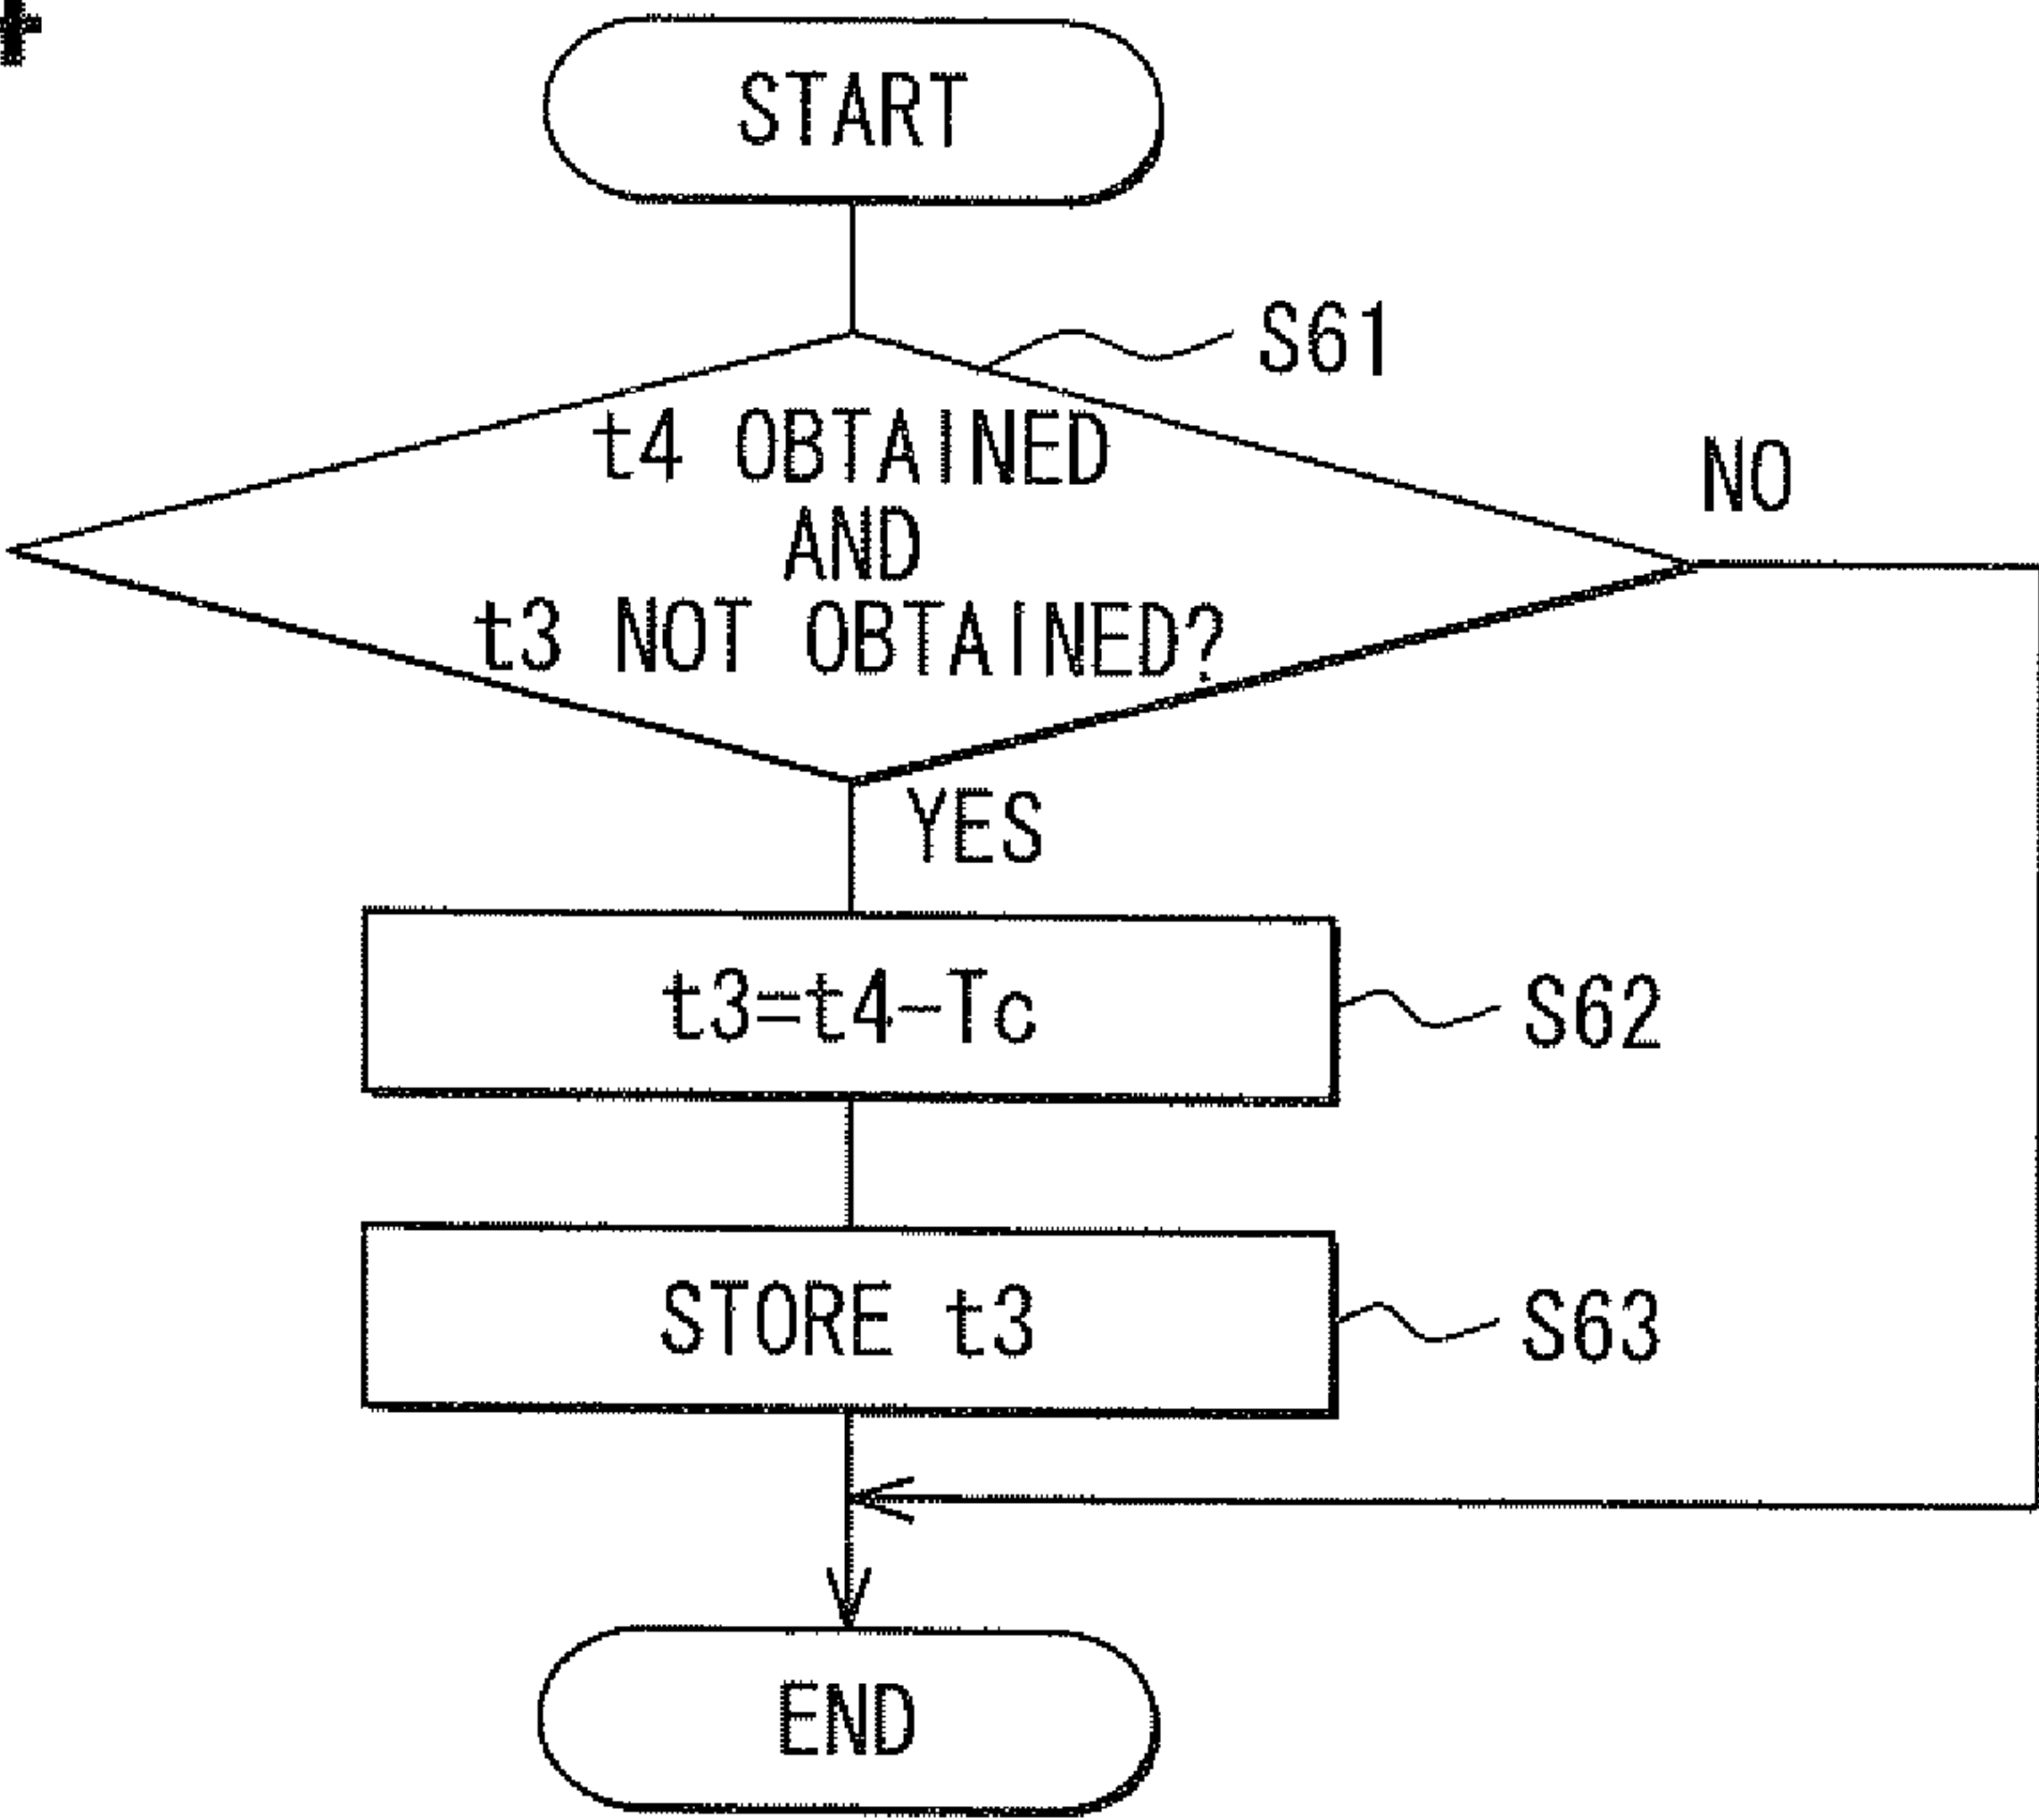 START
S61
t4 OBTAINED
AND
t3 NOT OBTAINED?
NO
YES
t3=t4-Tc
S62
STORE t3
S63
END